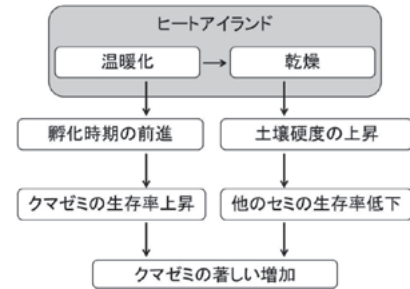 ヒートアイランド
温暖化
乾燥
孵化時期の前進
土壌硬度の上昇
クマゼミの生存率上昇
他のセミの生存率低下
クマゼミの著しい増加